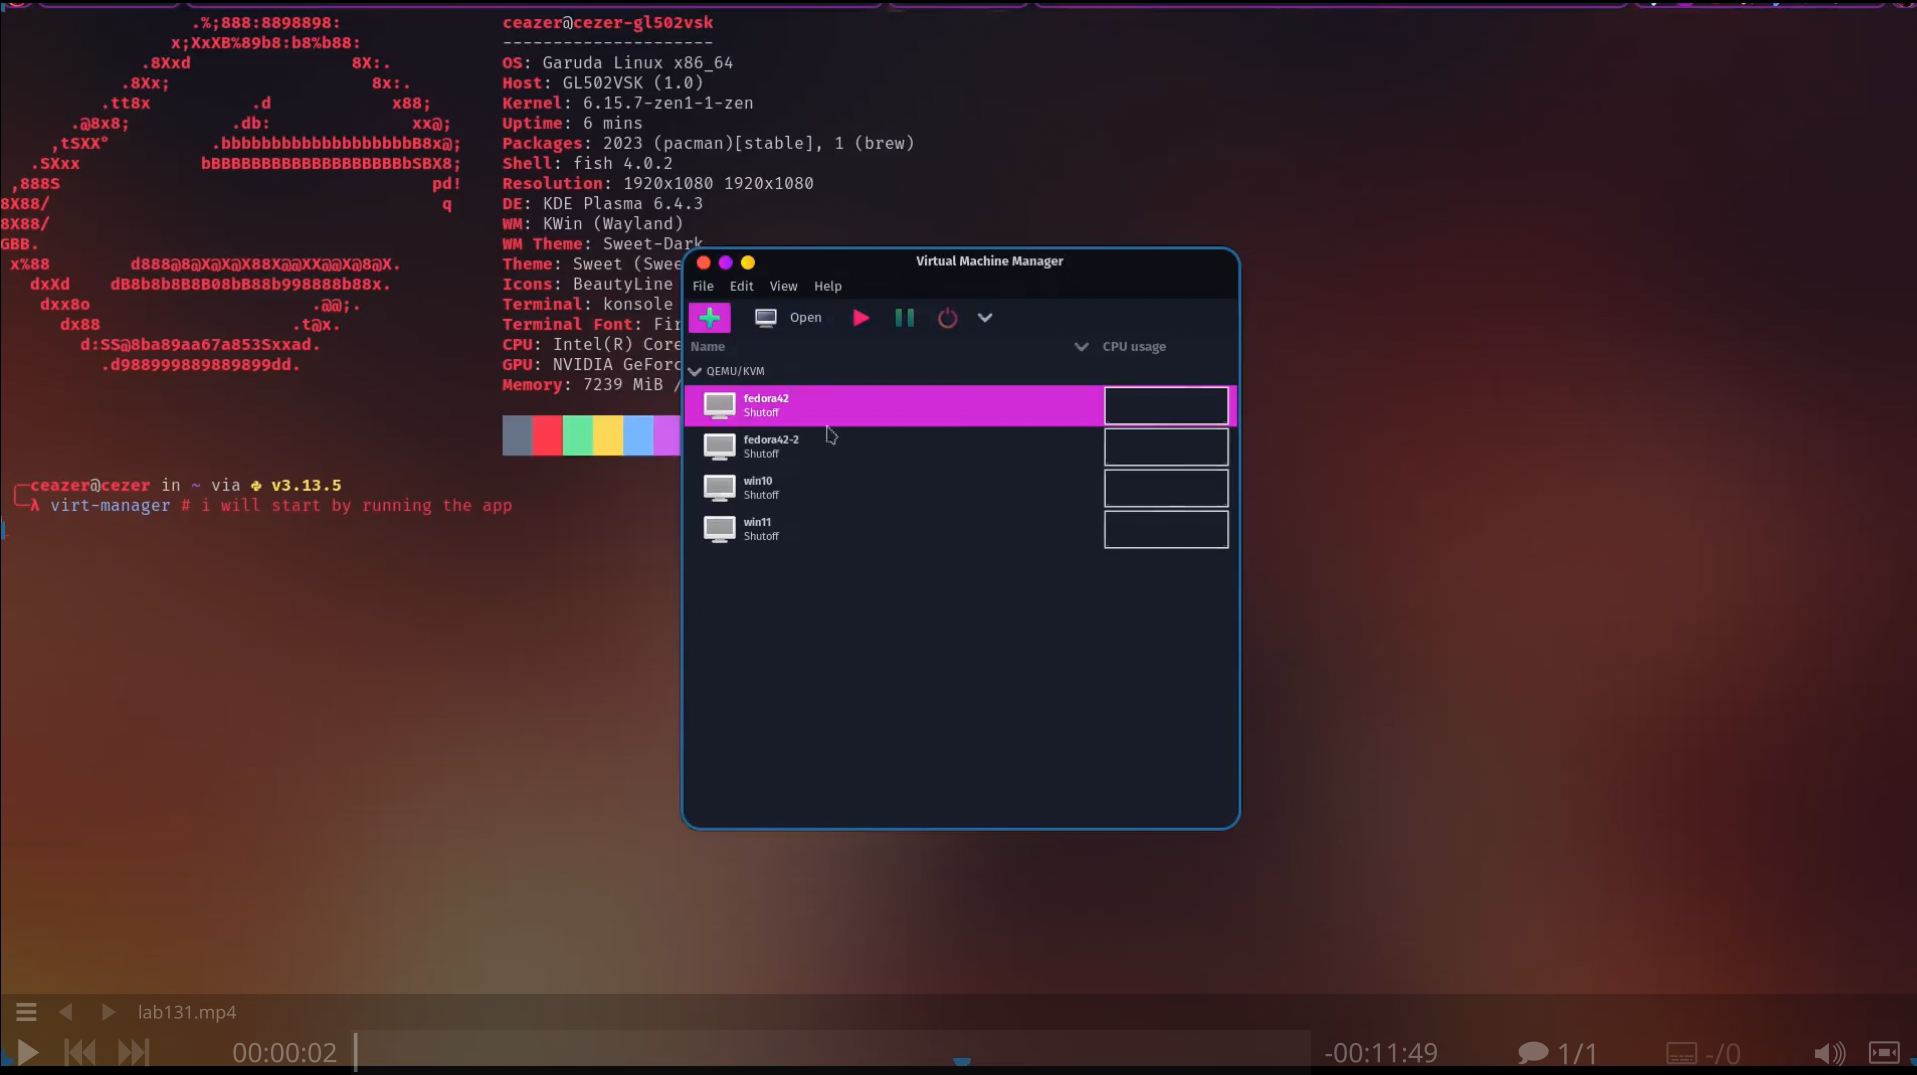 .%;888:8898898:
x;XxXB%89b8:b8%b88:
.8Xxd 8X:.
.8Xx; 8x:.
.tt8x .d x88;
.@8x8; .db: xx@;
,tSXX° .bbbbbbbbbbbbbbbbbbbB8x@;
.SXxx bBBBBBBBBBBBBBBBBBBBbSBX8;
,888S pd!
8X88/ q
8X88/
GBB.
x%88 d888@8@X@X@X88X@@XX@@X@8@X.
dxXd dB8b8b8B8B08bB88b998888b88x.
dxx8o .@@;.
dx88 .t@x.
d:SS@8ba89aa67a853Sxxad.
.d988999889889899dd.
ceazer@cezer-gl502vsk
---------------------
OS: Garuda Linux x86_64
Host: GL502VSK (1.0)
Kernel: 6.15.7-zen1-1-zen
Uptime: 6 mins
Packages: 2023 (pacman)[stable], 1 (brew)
Shell: fish 4.0.2
Resolution: 1920x1080 1920x1080
DE: KDE Plasma 6.4.3
WM: KWin (Wayland)
WM Theme: Sweet-Dark
Theme: Sweet (Swee
Icons: BeautyLine
Terminal: konsole
Terminal Font: Fir
CPU: Intel(R) Core
GPU: NVIDIA GeForc
Memory: 7239 MiB /
ceazer@cezer in ~ via v3.13.5
λ virt-manager # i will start by running the app
Virtual Machine Manager
File Edit View Help
Open
Name CPU usage
QEMU/KVM
fedora42
Shutoff
fedora42-2
Shutoff
win10
Shutoff
win11
Shutoff
lab131.mp4
00:00:02 -00:11:49 1/1 -/0